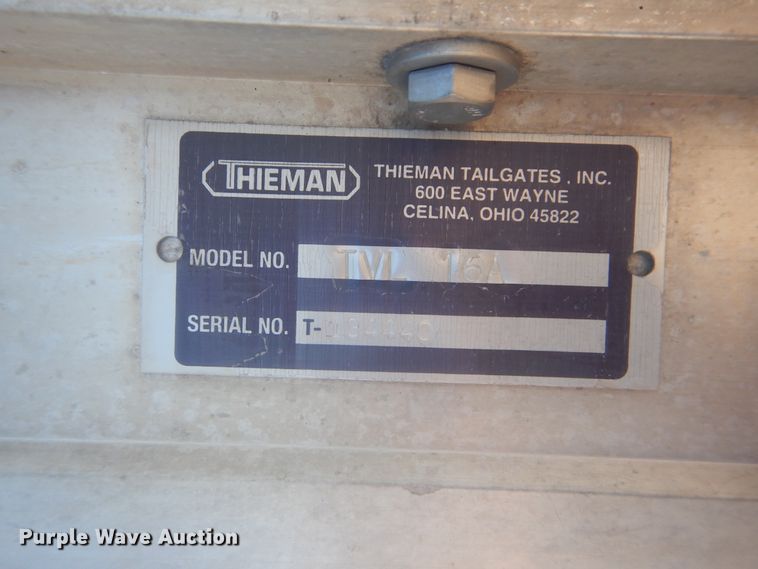 THIEMAN
THIEMAN TAILGATES, INC.
600 EAST WAYNE
CELINA, OHIO 45822
MODEL NO. TVL 16A
SERIAL NO. T-
Purple Wave Auction